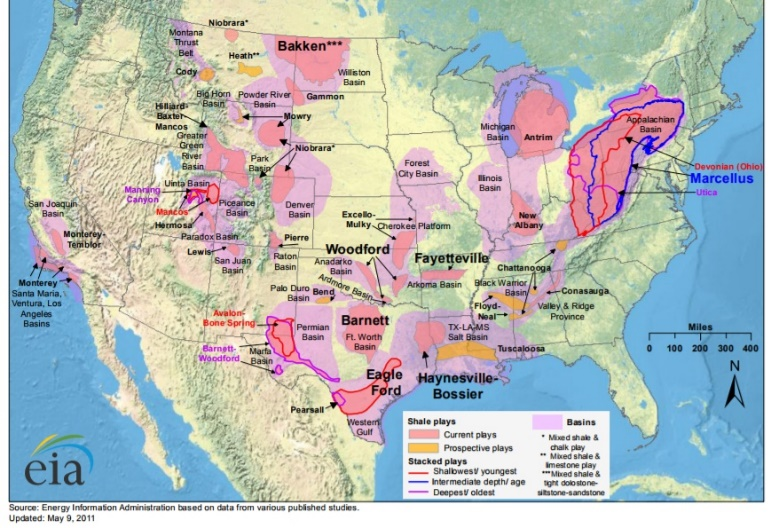 Niobrara*
Montana
Thrust
Belt
Bakken***
Heath**
Cody
Williston
Basin
Big Horn
Basin
Powder River
Basin
Gammon
Hilliard-
Baxter-
Mancos
Mowry
Greater
Green
River
Basin
Park
Basin
Niobrara*
Michigan
Basin
Antrim
Appalachian
Basin
Devonian (Ohio)
Marcellus
Utica
Forest
City Basin
Illinois
Basin
Manning
Canyon
Uinta Basin
Mancos
Piceance
Basin
Denver
Basin
Hermosa
Paradox Basin
San Joaquin
Basin
Monterey-
Temblor
Excello-
Mulky
Cherokee Platform
New
Albany
Lewis
San Juan
Basin
Pierre
Raton
Basin
Woodford
Anadarko
Basin
Fayetteville
Chattanooga
Monterey
Santa Maria,
Ventura, Los
Angeles
Basins
Palo Duro
Basin
Bend
Ardmore Basin
Arkoma Basin
Black Warrior
Basin
Conasauga
Floyd-
Neal
Valley & Ridge
Province
Avalon-
Bone Spring
Permian
Basin
Barnett
Ft. Worth
Basin
TX-LA-MS
Salt Basin
Tuscaloosa
Barnett-
Woodford
Marfa
Basin
Eagle
Ford
Haynesville-
Bossier
Pearsall
Western
Gulf
Miles
0 100 200 300 400
N
Shale plays
Current plays
Prospective plays
Stacked plays
Shallowest/ youngest
Intermediate depth/ age
Deepest/ oldest
Basins
* Mixed shale &
chalk play
** Mixed shale &
limestone play
***Mixed shale &
tight dolostone-
siltstone-sandstone
eia
Source: Energy Information Administration based on data from various published studies.
Updated: May 9, 2011